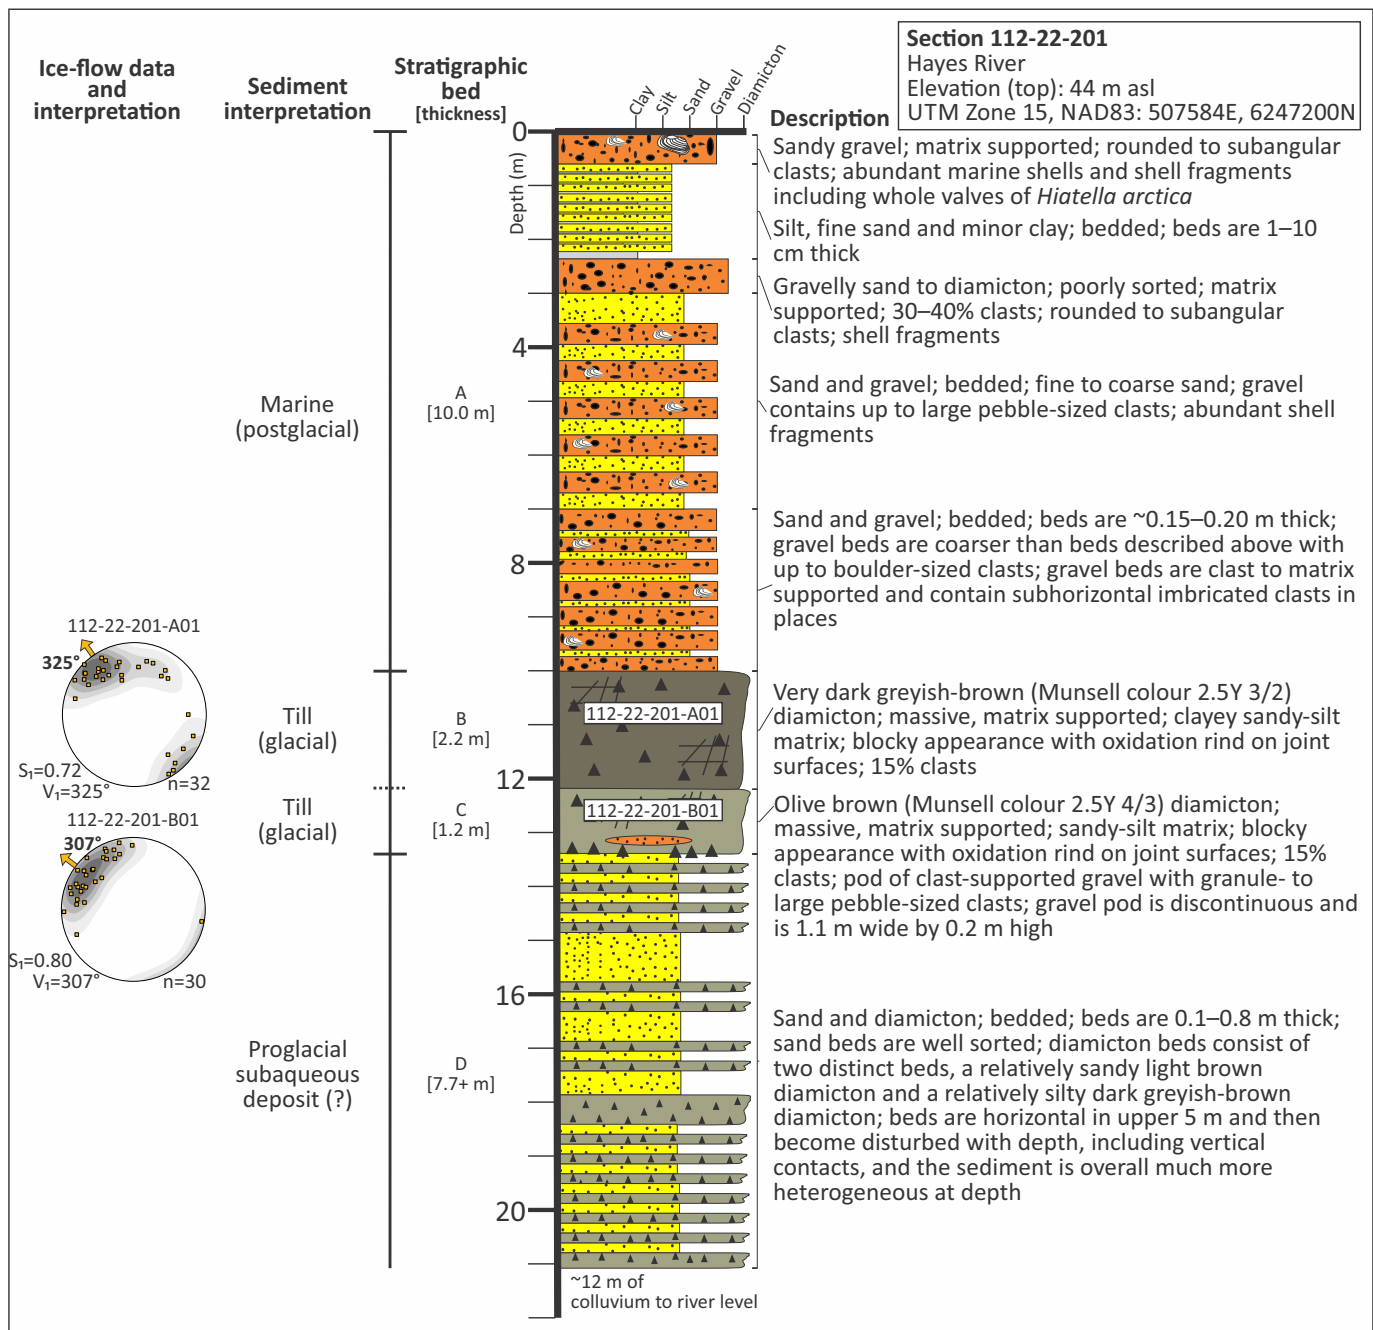 Section 112-22-201
Hayes River
Elevation (top): 44 m asl
UTM Zone 15, NAD83: 507584E, 6247200N
Ice-flow data
and
interpretation
Sediment
interpretation
Stratigraphic
bed
[thickness]
Clay
Silt
Sand
Gravel
Diamicton
Description
Depth (m)
0
4
8
12
16
20
Sandy gravel; matrix supported; rounded to subangular
clasts; abundant marine shells and shell fragments
including whole valves of Hiatella arctica
Silt, fine sand and minor clay; bedded; beds are 1–10
cm thick
Gravelly sand to diamicton; poorly sorted; matrix
supported; 30–40% clasts; rounded to subangular
clasts; shell fragments
Marine
(postglacial)
A
[10.0 m]
Sand and gravel; bedded; fine to coarse sand; gravel
contains up to large pebble-sized clasts; abundant shell
fragments
Sand and gravel; bedded; beds are ~0.15–0.20 m thick;
gravel beds are coarser than beds described above with
up to boulder-sized clasts; gravel beds are clast to matrix
supported and contain subhorizontal imbricated clasts in
places
112-22-201-A01
325°
S₁=0.72
V₁=325°
n=32
Till
(glacial)
B
[2.2 m]
112-22-201-A01
Very dark greyish-brown (Munsell colour 2.5Y 3/2)
diamicton; massive, matrix supported; clayey sandy-silt
matrix; blocky appearance with oxidation rind on joint
surfaces; 15% clasts
112-22-201-B01
307°
S₁=0.80
V₁=307°
n=30
Till
(glacial)
C
[1.2 m]
112-22-201-B01
Olive brown (Munsell colour 2.5Y 4/3) diamicton;
massive, matrix supported; sandy-silt matrix; blocky
appearance with oxidation rind on joint surfaces; 15%
clasts; pod of clast-supported gravel with granule- to
large pebble-sized clasts; gravel pod is discontinuous and
is 1.1 m wide by 0.2 m high
Proglacial
subaqueous
deposit (?)
D
[7.7+ m]
Sand and diamicton; bedded; beds are 0.1–0.8 m thick;
sand beds are well sorted; diamicton beds consist of
two distinct beds, a relatively sandy light brown
diamicton and a relatively silty dark greyish-brown
diamicton; beds are horizontal in upper 5 m and then
become disturbed with depth, including vertical
contacts, and the sediment is overall much more
heterogeneous at depth
~12 m of
colluvium to river level